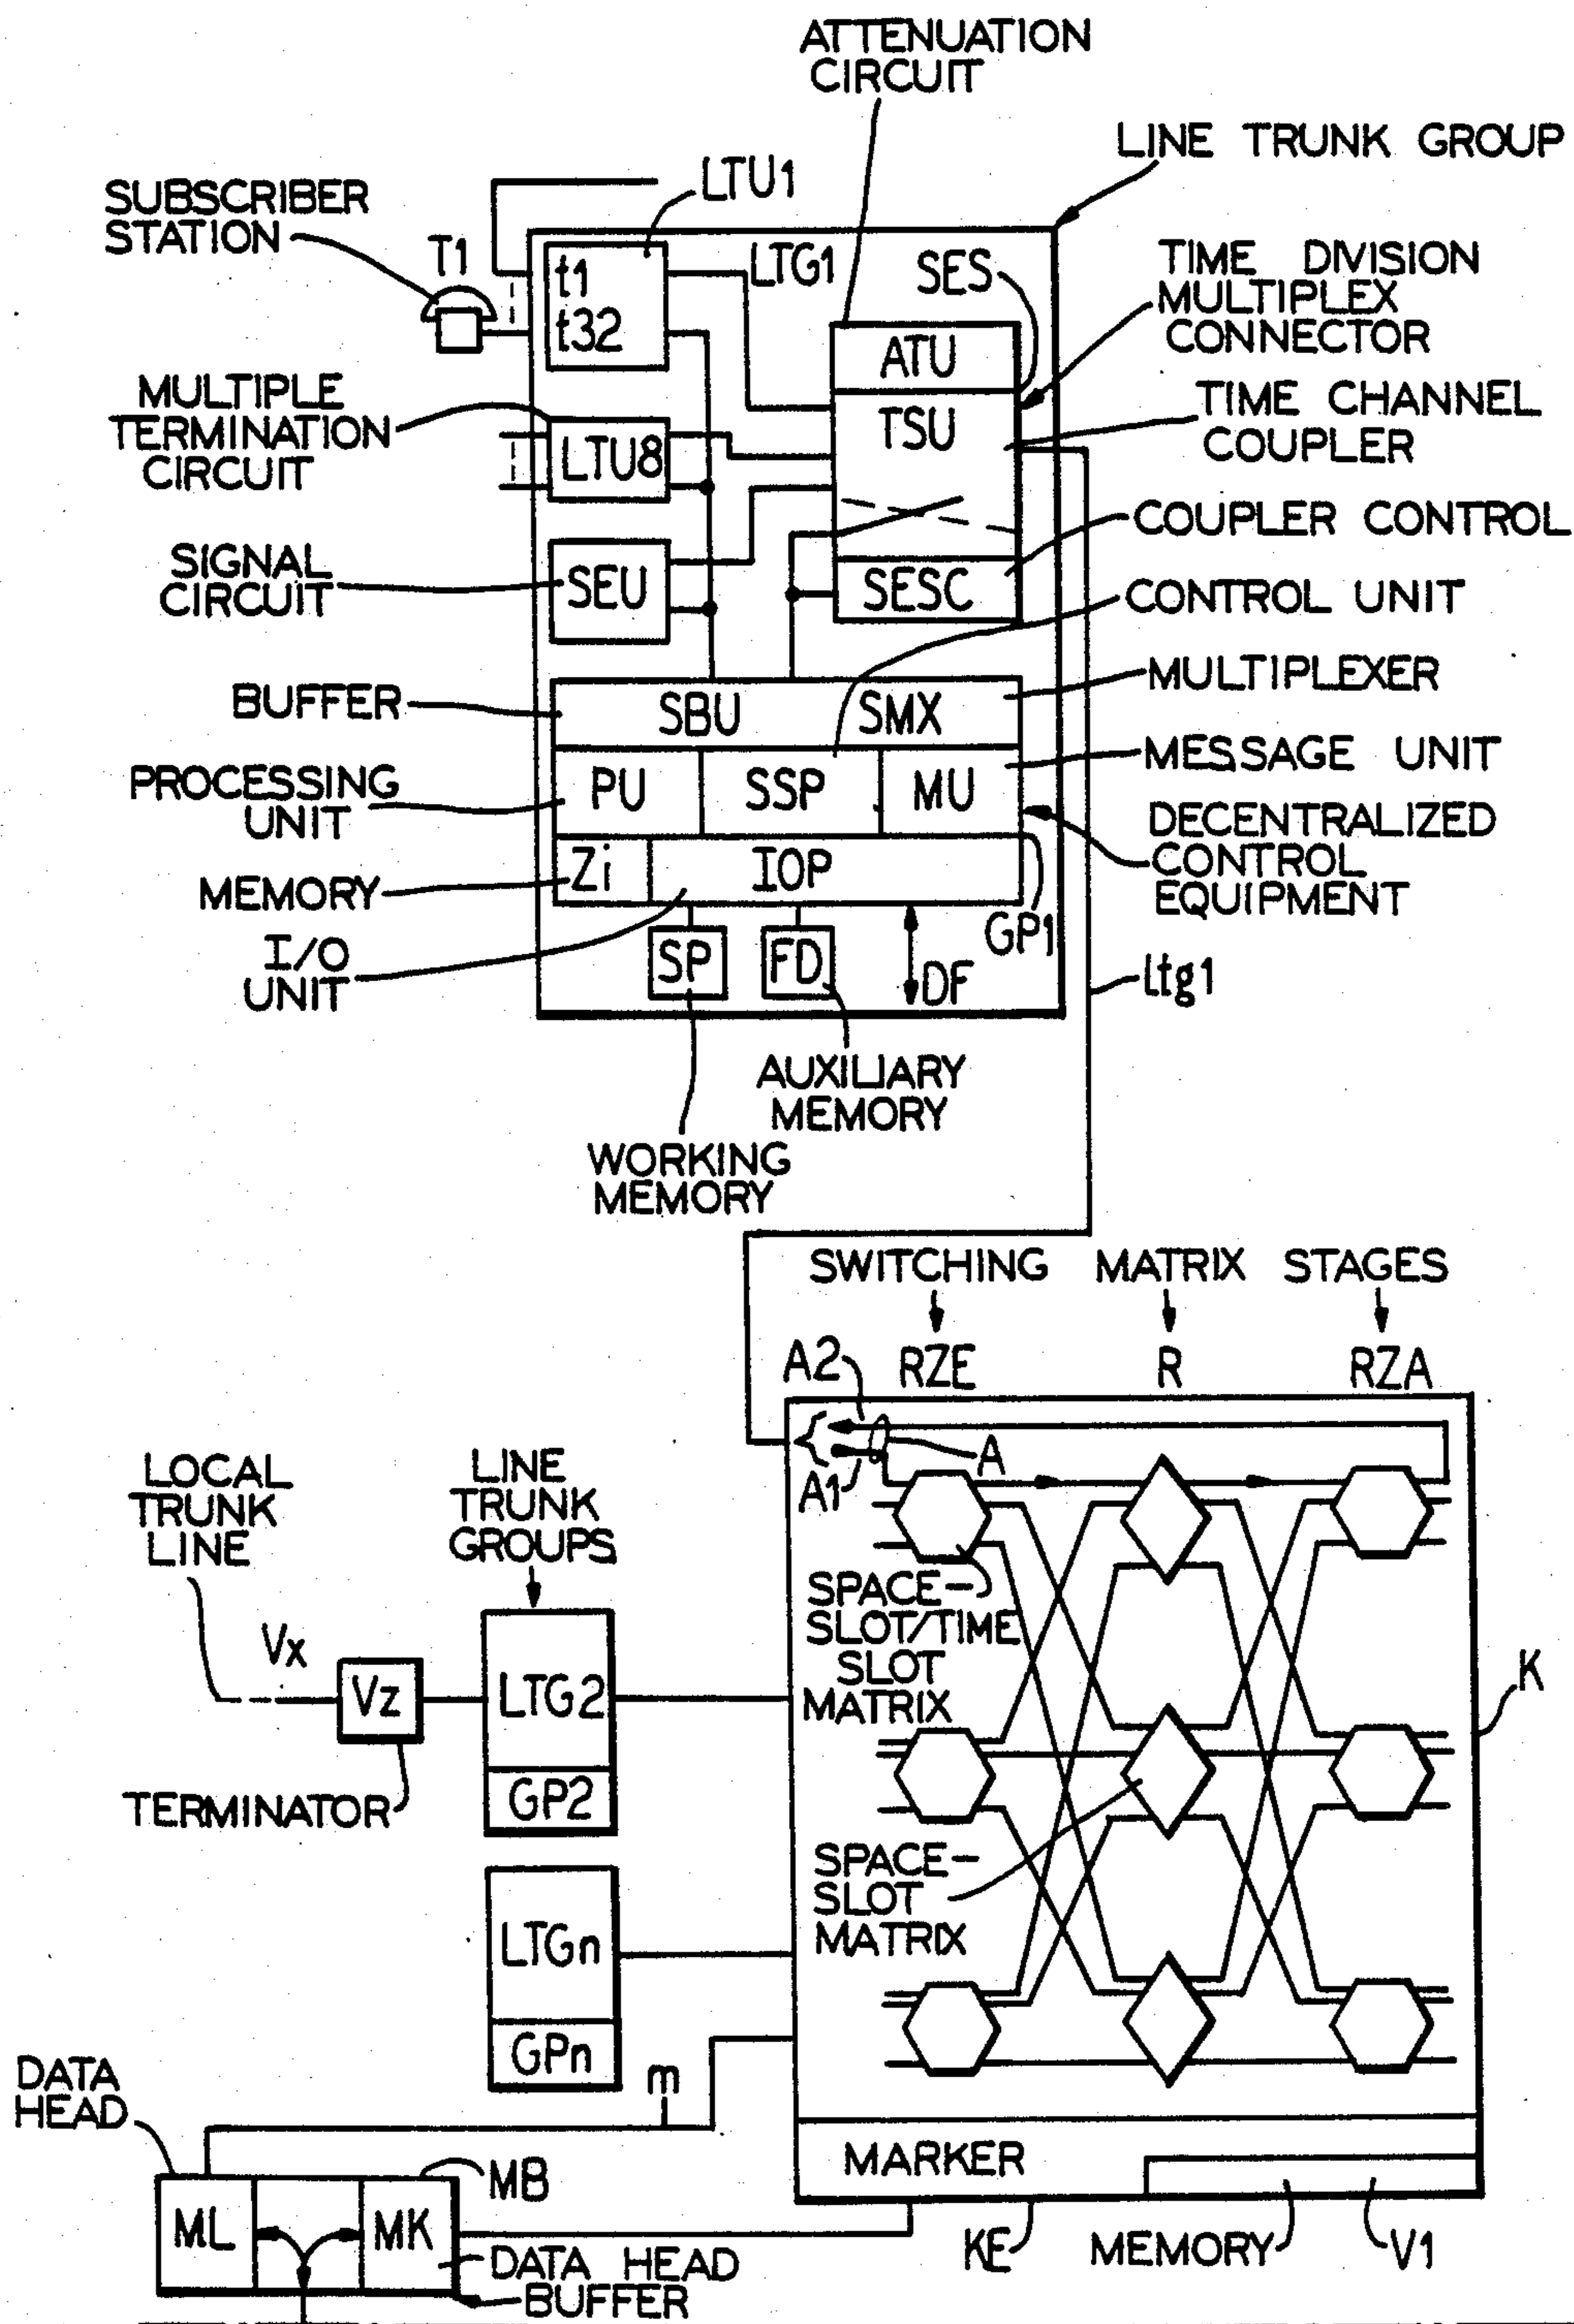 ATTENUATION
CIRCUIT
LINE TRUNK GROUP
SUBSCRIBER
STATION
T1
LTU1
t1
t32
LTG1
SES
TIME DIVISION
MULTIPLEX
CONNECTOR
ATU
TSU
MULTIPLE
TERMINATION
CIRCUIT
LTU8
TIME CHANNEL
COUPLER
COUPLER CONTROL
SIGNAL
CIRCUIT
SEU
SESC
CONTROL UNIT
BUFFER
SBU
SMX
MULTIPLEXER
PROCESSING
UNIT
PU
SSP
MU
MESSAGE UNIT
DECENTRALIZED
CONTROL
EQUIPMENT
MEMORY
Zi
IOP
GP1
I/O
UNIT
SP
FD
DF
Ltg1
AUXILIARY
MEMORY
WORKING
MEMORY
SWITCHING MATRIX STAGES
RZE
R
RZA
A2
A
A1
LOCAL
TRUNK
LINE
LINE
TRUNK
GROUPS
SPACE-
SLOT/TIME
SLOT
MATRIX
Vx
Vz
LTG2
GP2
K
TERMINATOR
SPACE-
SLOT
MATRIX
LTGn
GPn
m
DATA
HEAD
MARKER
ML
MK
MB
DATA HEAD
BUFFER
KE
MEMORY
V1